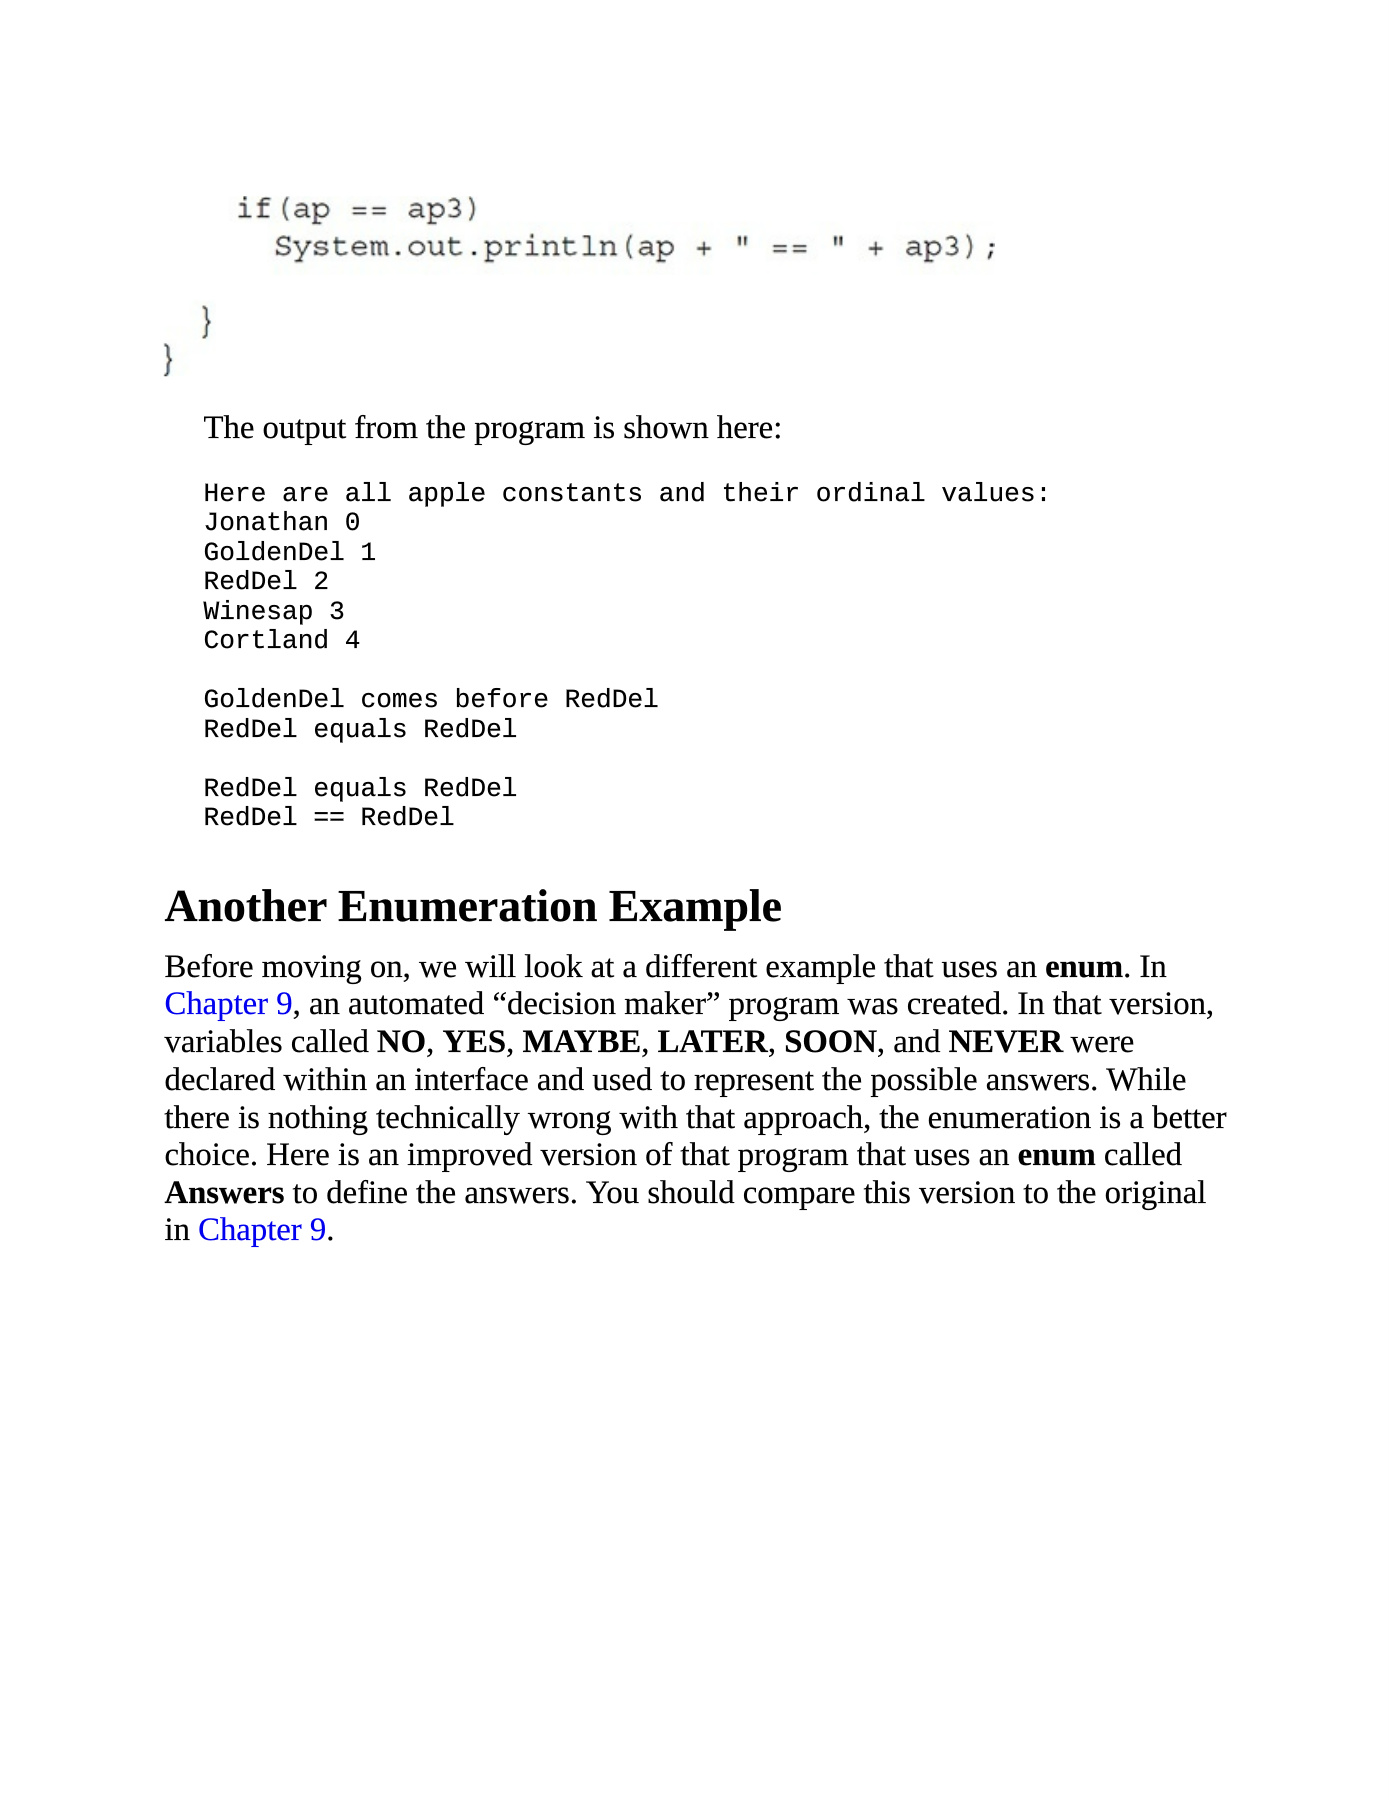 if(ap == ap3)
System.out.println(ap + " == " + ap3);
}
}
The output from the program is shown here:
Here are all apple constants and their ordinal values:
Jonathan 0
GoldenDel 1
RedDel 2
Winesap 3
Cortland 4
GoldenDel comes before RedDel
RedDel equals RedDel
RedDel equals RedDel
RedDel == RedDel
Another Enumeration Example
Before moving on, we will look at a different example that uses an enum. In
Chapter 9, an automated “decision maker” program was created. In that version,
variables called NO, YES, MAYBE, LATER, SOON, and NEVER were
declared within an interface and used to represent the possible answers. While
there is nothing technically wrong with that approach, the enumeration is a better
choice. Here is an improved version of that program that uses an enum called
Answers to define the answers. You should compare this version to the original
in Chapter 9.